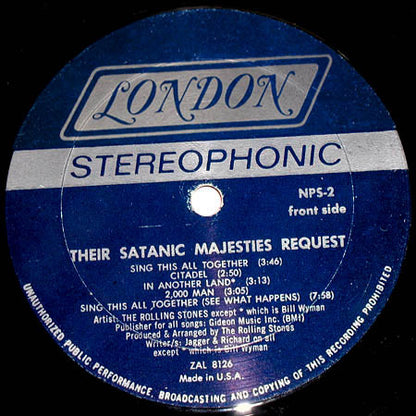 LONDON
STEREOPHONIC
NPS-2
front side
THEIR SATANIC MAJESTIES REQUEST
SING THIS ALL TOGETHER (3:46)
CITADEL (2:50)
IN ANOTHER LAND* (3:13)
2,000 MAN (3:05)
SING THIS ALL TOGETHER (SEE WHAT HAPPENS) (7:58)
Artist: THE ROLLING STONES except * which is Bill Wyman
Publisher for all songs: Gideon Music Inc. (BMI)
Produced & Arranged by The Rolling Stones
Writer/s: Jagger & Richard on all
except * which is Bill Wyman
ZAL 8126
Made in U.S.A.
UNAUTHORIZED PUBLIC PERFORMANCE, BROADCASTING AND COPYING OF THIS RECORDING PROHIBITED